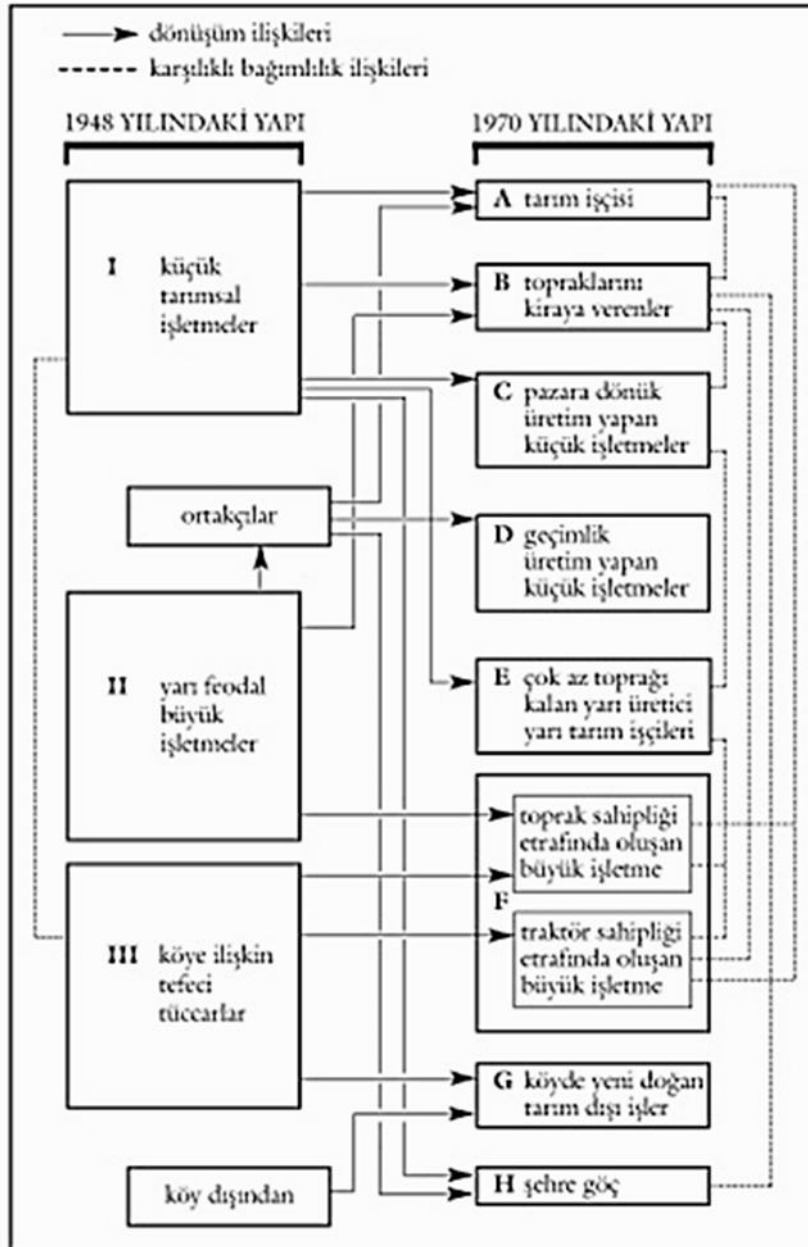 dönüşüm ilişkileri
karşılıklı bağımlılık ilişkileri
1948 YILINDAKİ YAPI
1970 YILINDAKİ YAPI
I küçük
tarımsal
işletmeler
ortakçılar
II yarı feodal
büyük
işletmeler
III köye ilişkin
tefeci
tüccarlar
köy dışından
A tarım işçisi
B topraklarını
kiraya verenler
C pazara dönük
üretim yapan
küçük işletmeler
D geçimlik
üretim yapan
küçük işletmeler
E çok az toprağı
kalan yarı üretici
yarı tarım işçileri
toprak sahipliği
etrafında oluşan
büyük işletme
F
traktör sahipliği
etrafında oluşan
büyük işletme
G köyde yeni doğan
tarım dışı işler
H şehre göç